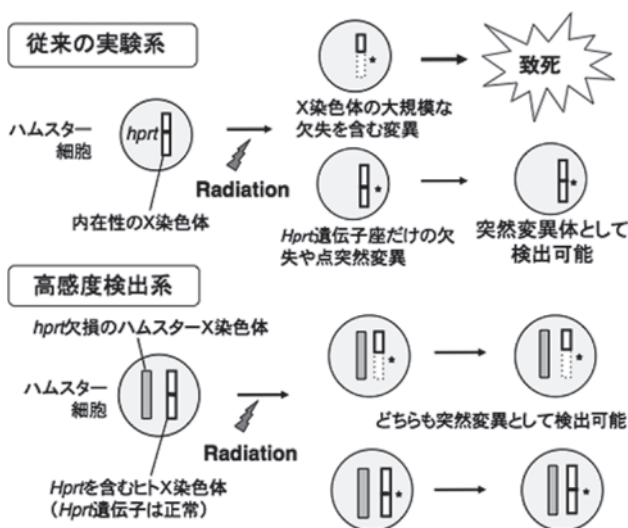 従来の実験系
ハムスター
細胞
hprt
内在性のX染色体
Radiation
*
X染色体の大規模な
欠失を含む変異
致死
*
Hprt遺伝子座だけの欠
失や点突然変異
*
突然変異体として
検出可能
高感度検出系
hprt欠損のハムスターX染色体
ハムスター
細胞
Hprtを含むヒトX染色体
(Hprt遺伝子は正常)
Radiation
*
*
どちらも突然変異として検出可能
*
*